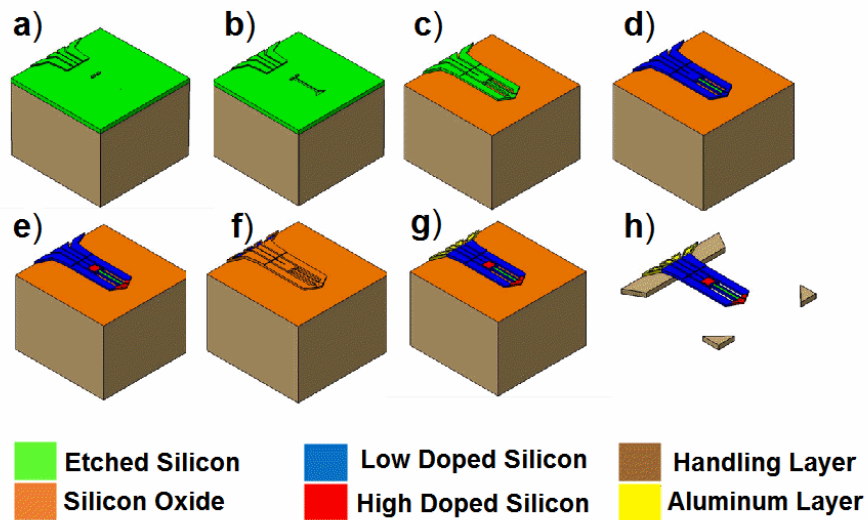 a) b) c) d)
e) f) g) h)
Etched Silicon Low Doped Silicon Handling Layer
Silicon Oxide High Doped Silicon Aluminum Layer